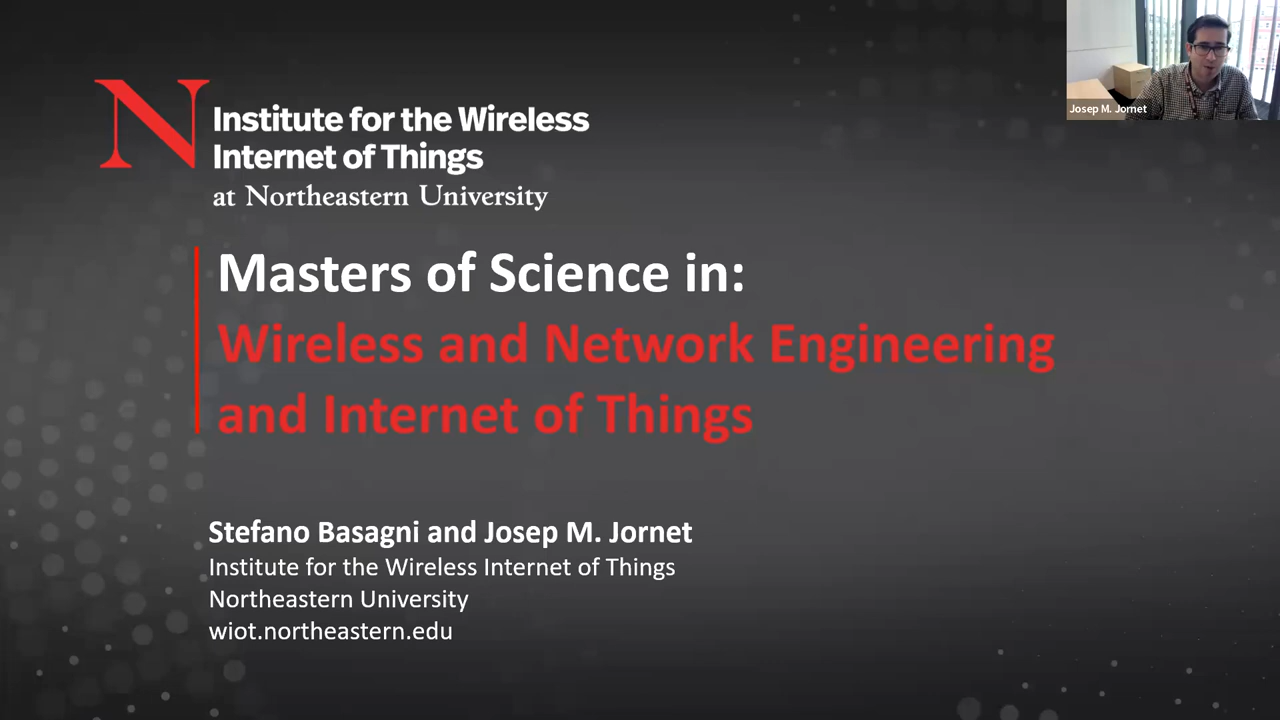 Josep M. Jornet
N
Institute for the Wireless
Internet of Things
at Northeastern University
Masters of Science in:
Wireless and Network Engineering
and Internet of Things
Stefano Basagni and Josep M. Jornet
Institute for the Wireless Internet of Things
Northeastern University
wiot.northeastern.edu